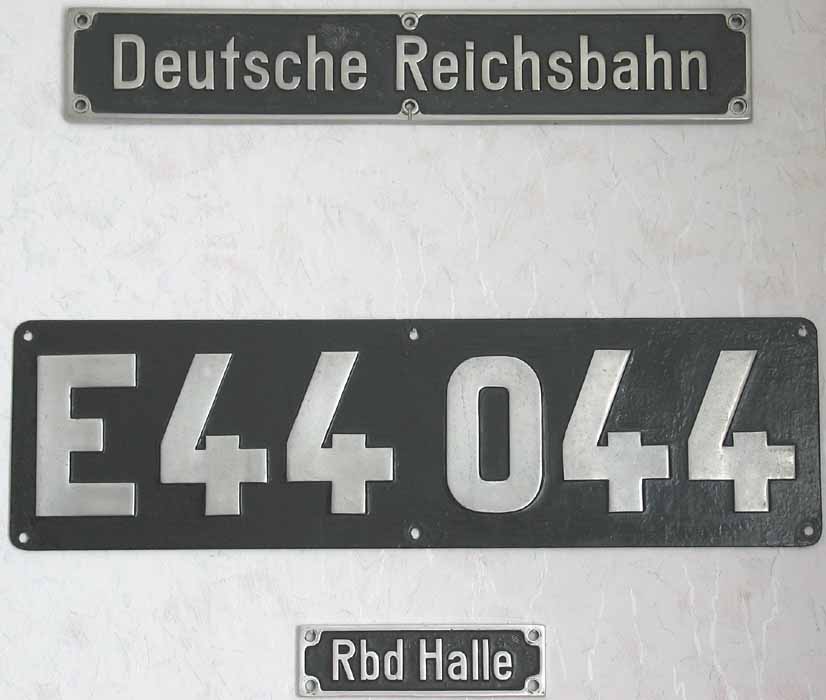 Deutsche Reichsbahn
E44 044
Rbd Halle